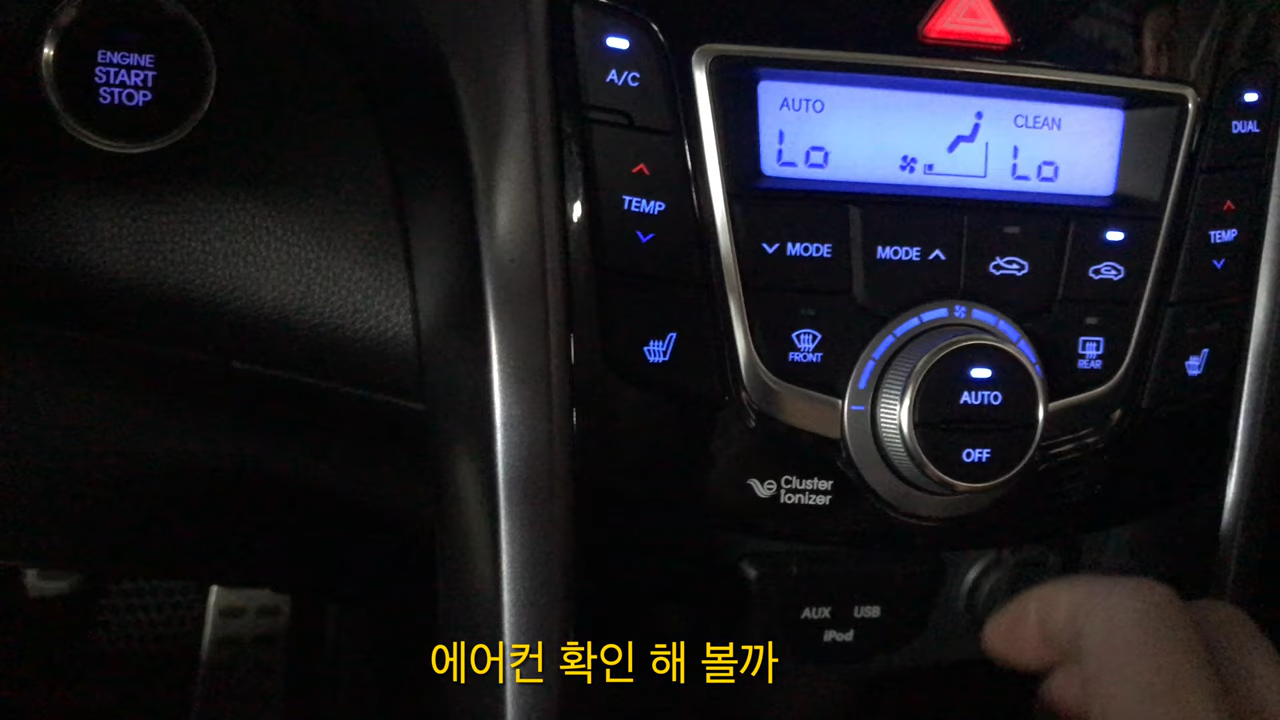 ENGINE
START
STOP
A/C
AUTO
CLEAN
Lo
Lo
DUAL
TEMP
TEMP
MODE
MODE
FRONT
REAR
AUTO
OFF
Cluster
Ionizer
AUX USB
iPod
에어컨 확인 해 볼까